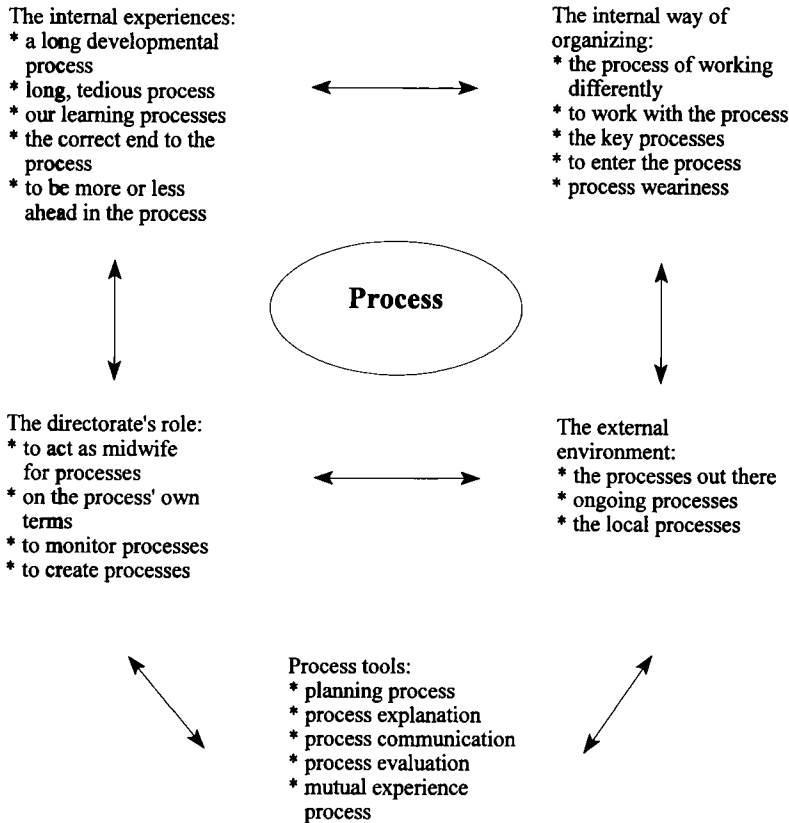 The internal experiences:
* a long developmental
process
* long, tedious process
* our learning processes
* the correct end to the
process
* to be more or less
ahead in the process
The internal way of
organizing:
* the process of working
differently
* to work with the process
* the key processes
* to enter the process
* process weariness
Process
The directorate's role:
* to act as midwife
for processes
* on the process' own
terms
* to monitor processes
* to create processes
The external
environment:
* the processes out there
* ongoing processes
* the local processes
Process tools:
* planning process
* process explanation
* process communication
* process evaluation
* mutual experience
process